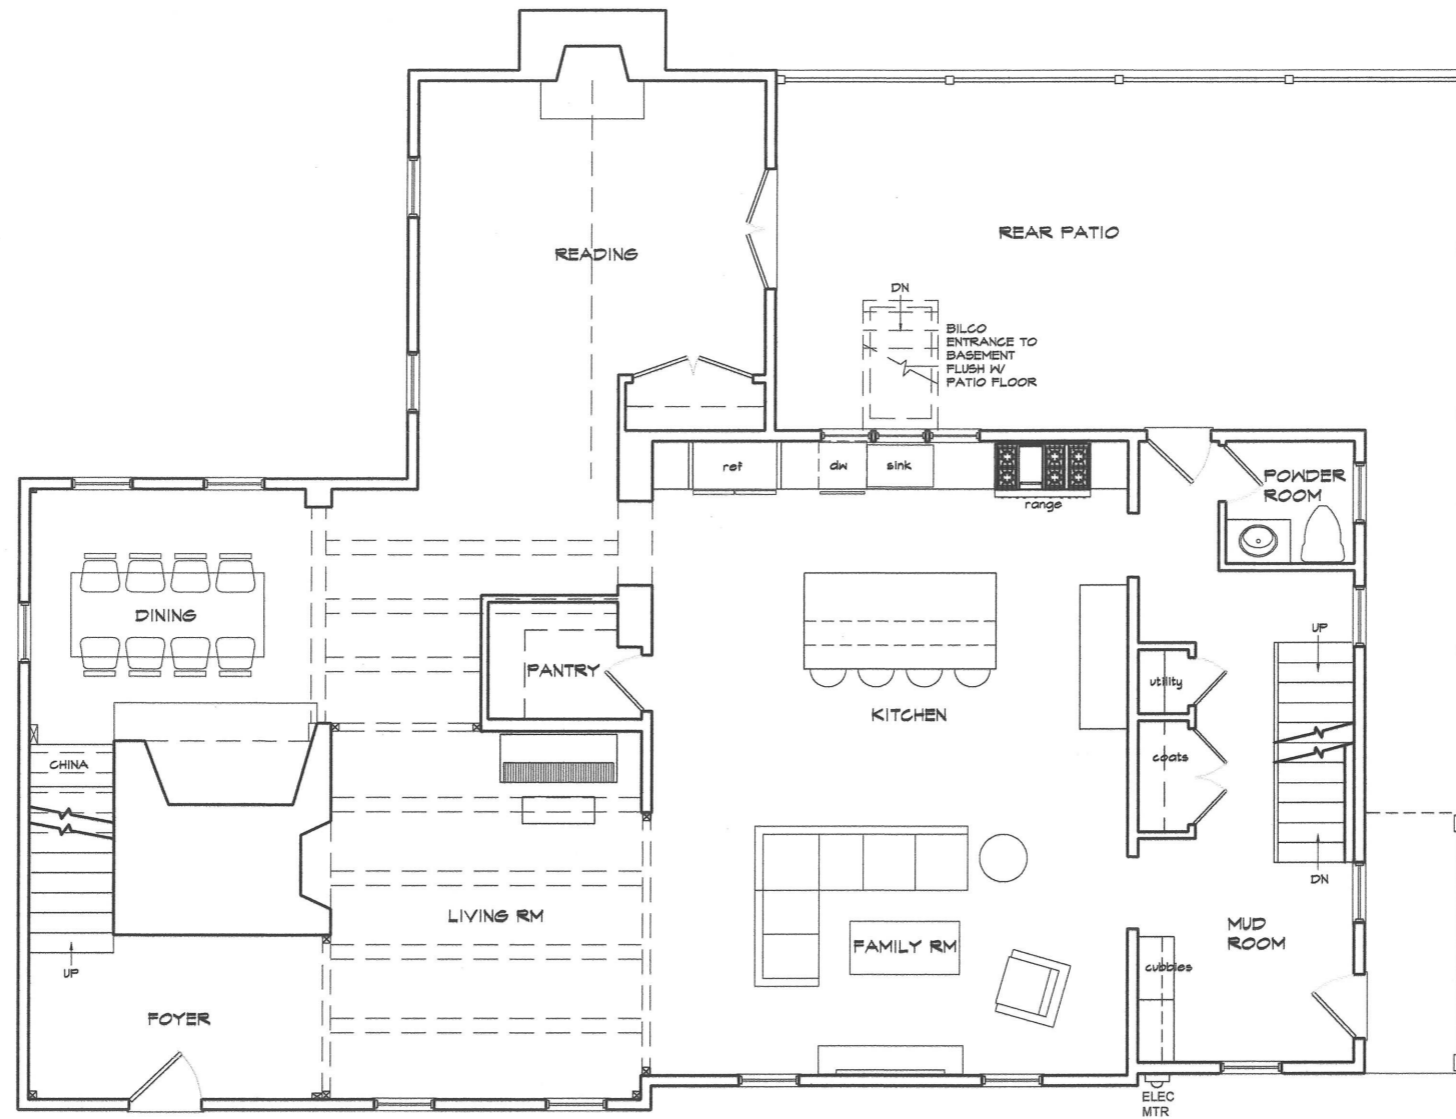 READING
REAR PATIO
DN
BILCO
ENTRANCE TO
BASEMENT
FLUSH W/
PATIO FLOOR
ref
dw
sink
range
POWDER
ROOM
DINING
PANTRY
KITCHEN
UP
utility
coats
CHINA
DN
LIVING RM
FAMILY RM
MUD
ROOM
cubbies
UP
FOYER
ELEC
MTR